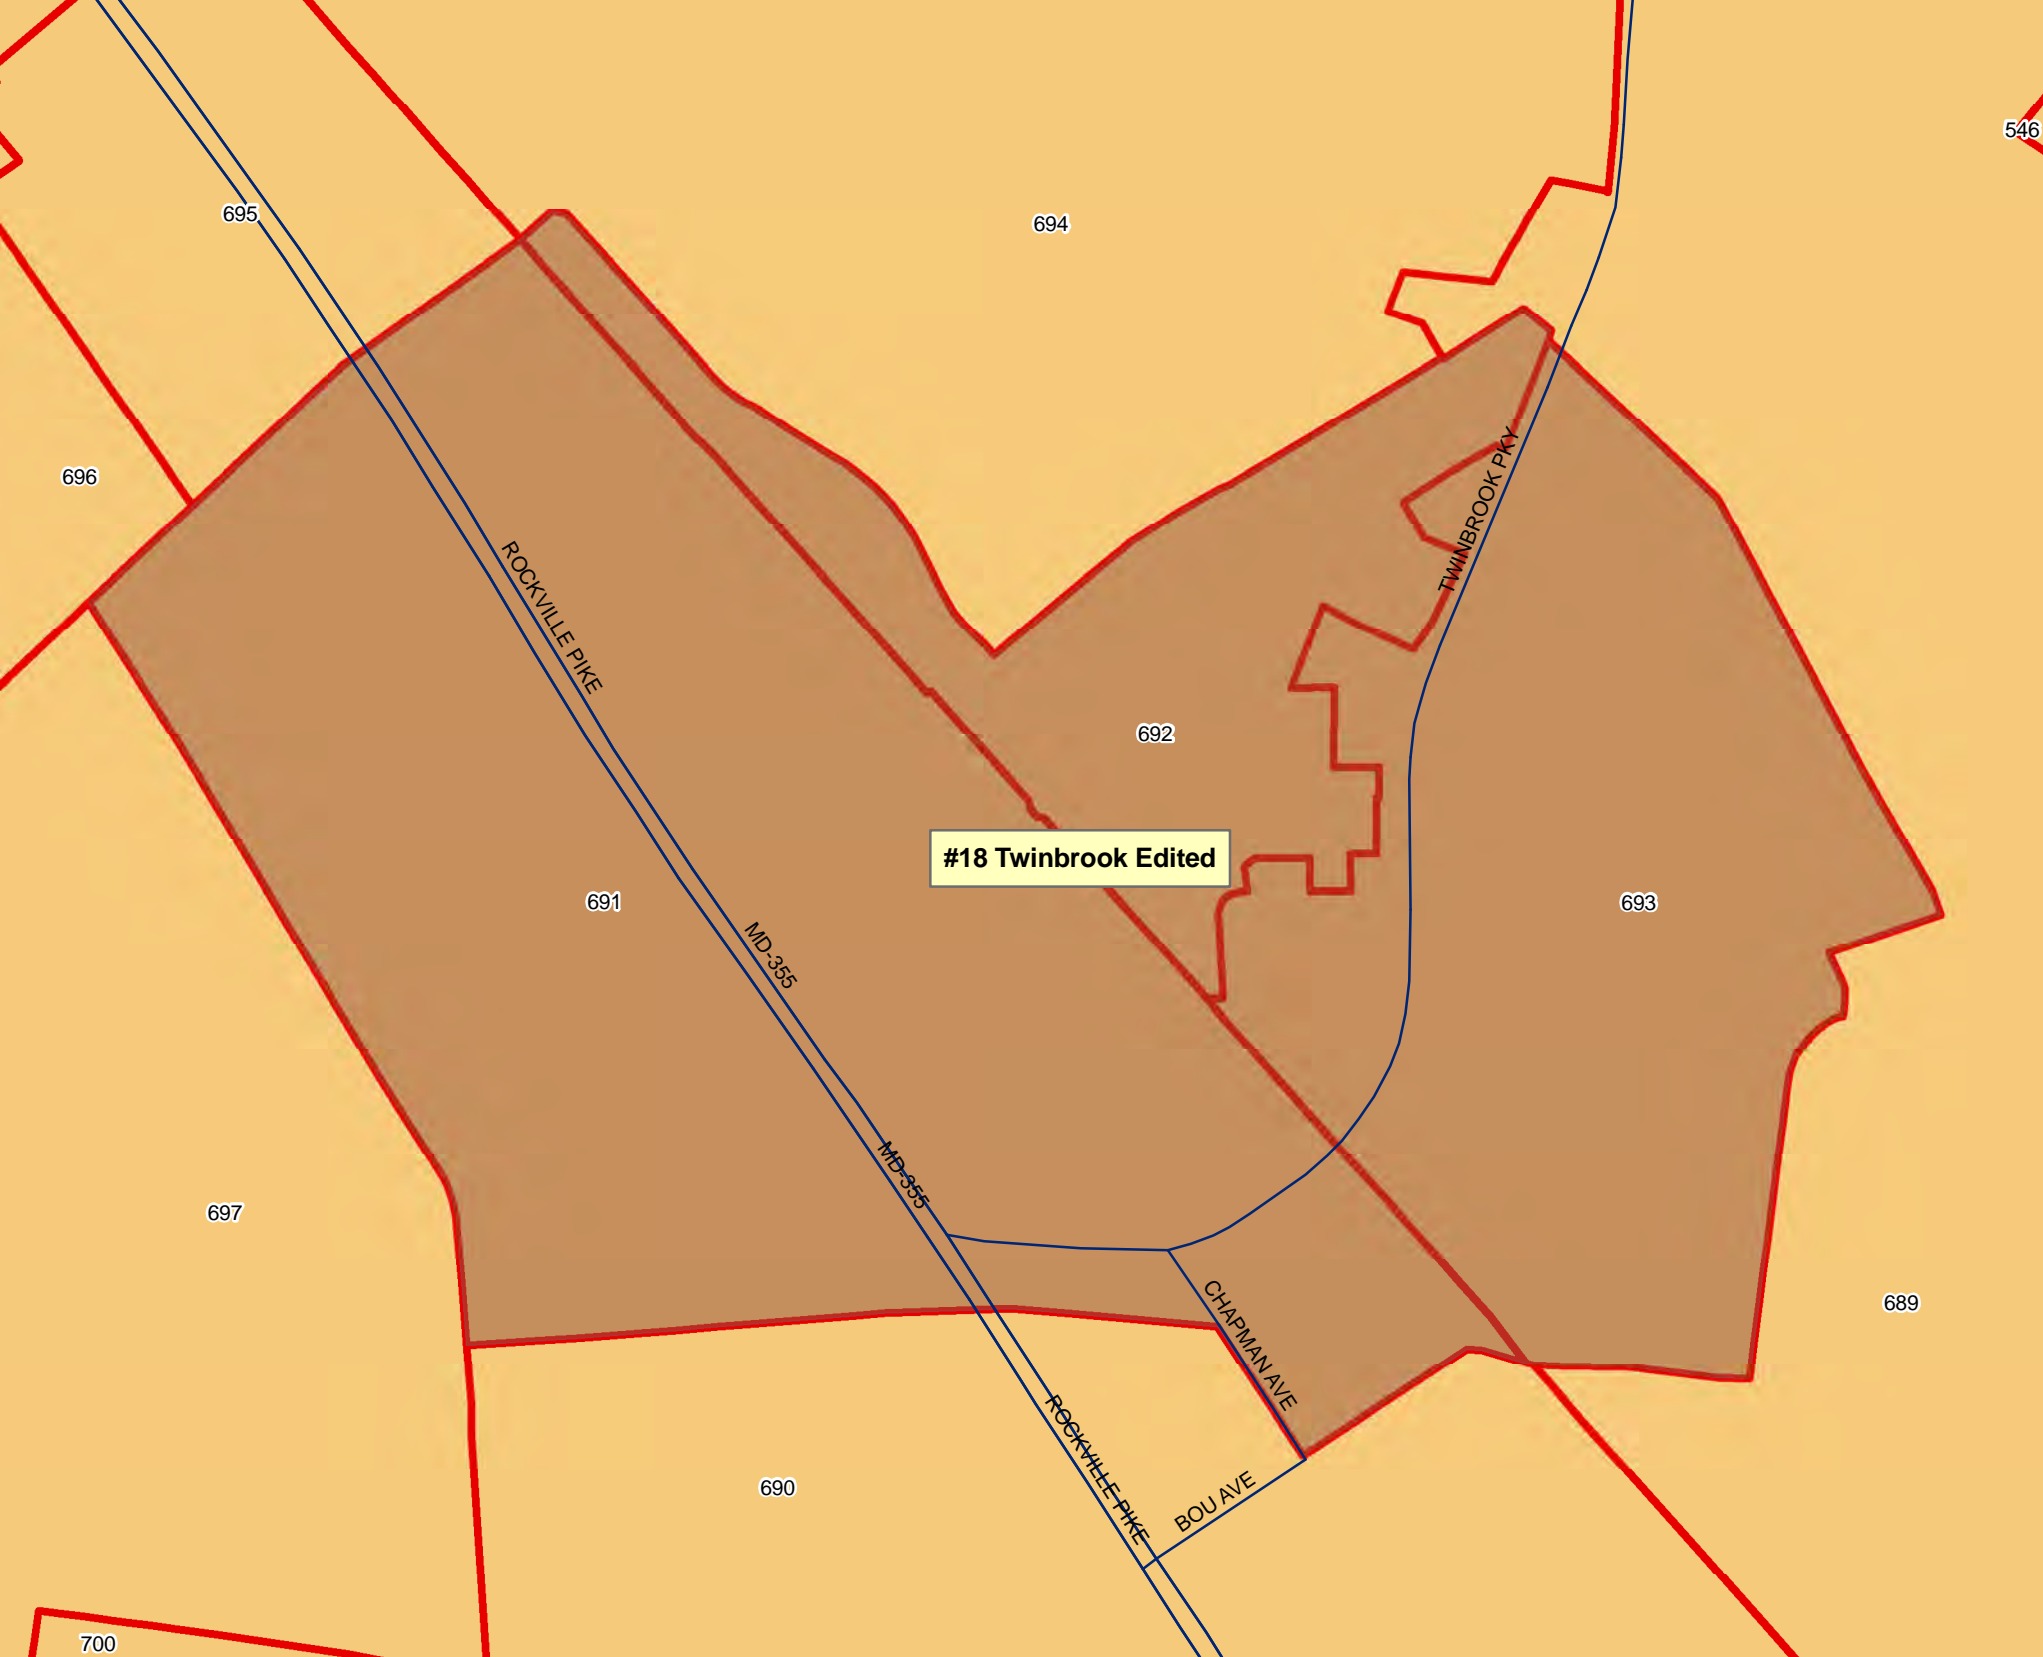 546
695
694
696
TWINBROOK PKY
ROCKVILLE PIKE
692
#18 Twinbrook Edited
691
693
MD-355
MD-355
697
CHAPMAN AVE
689
ROCKVILLE PIKE
690
BOU AVE
700